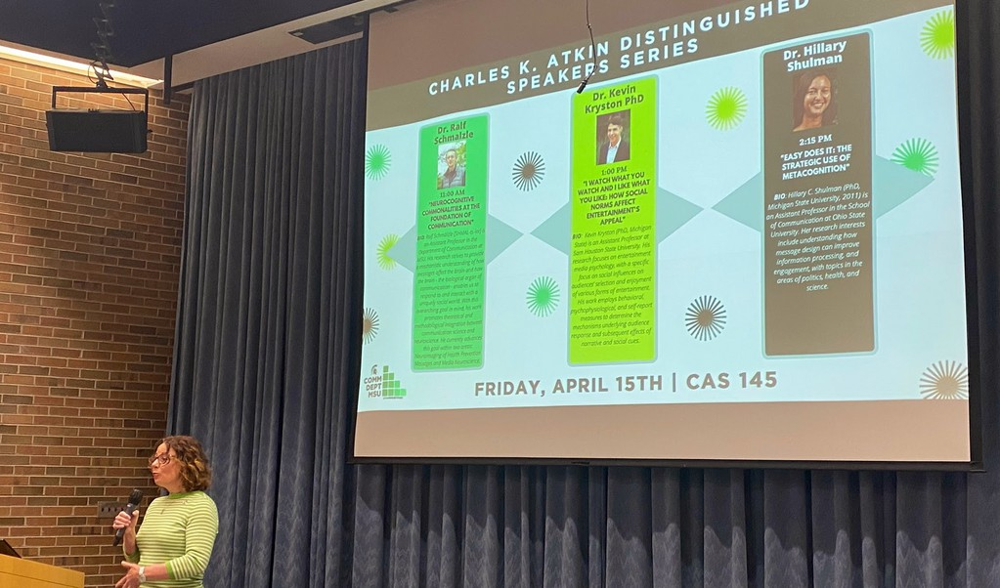 CHARLES K. ATKIN DISTINGUISHED
SPEAKERS SERIES
Dr. Ralf
Schmalzle
11:00 AM
"NEUROCOGNITIVE
COMMONALITIES AT THE
FOUNDATION OF
COMMUNICATION"
Dr. Kevin
Kryston PhD
1:00 PM
"I WATCH WHAT YOU
WATCH AND I LIKE WHAT
YOU LIKE: HOW SOCIAL
NORMS AFFECT
ENTERTAINMENT'S
APPEAL"
BIO: Kevin Kryston (PhD, Michigan
State) is an Assistant Professor at
Sam Houston State University. His
research focuses on entertainment
media psychology, with a specific
focus on social influences on
audiences' selection and enjoyment
of various forms of entertainment.
His work employs behavioral,
psychophysiological, and self-report
measures to determine the
mechanisms underlying audience
response and subsequent effects of
narrative and social cues.
Dr. Hillary
Shulman
2:15 PM
"EASY DOES IT: THE
STRATEGIC USE OF
METACOGNITION"
BIO: Hillary C. Shulman (PhD,
Michigan State University, 2011) is
an Assistant Professor in the School
of Communication at Ohio State
University. Her research interests
include understanding how
message design can improve
information processing, and
engagement, with topics in the
areas of politics, health, and
science.
COMM
DEPT
MSU
FRIDAY, APRIL 15TH | CAS 145